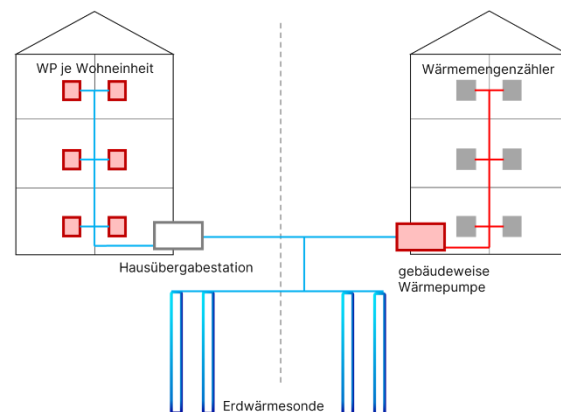 WP je Wohneinheit
Wärmemengenzähler
Hausübergabestation
gebäudeweise
Wärmepumpe
Erdwärmesonde